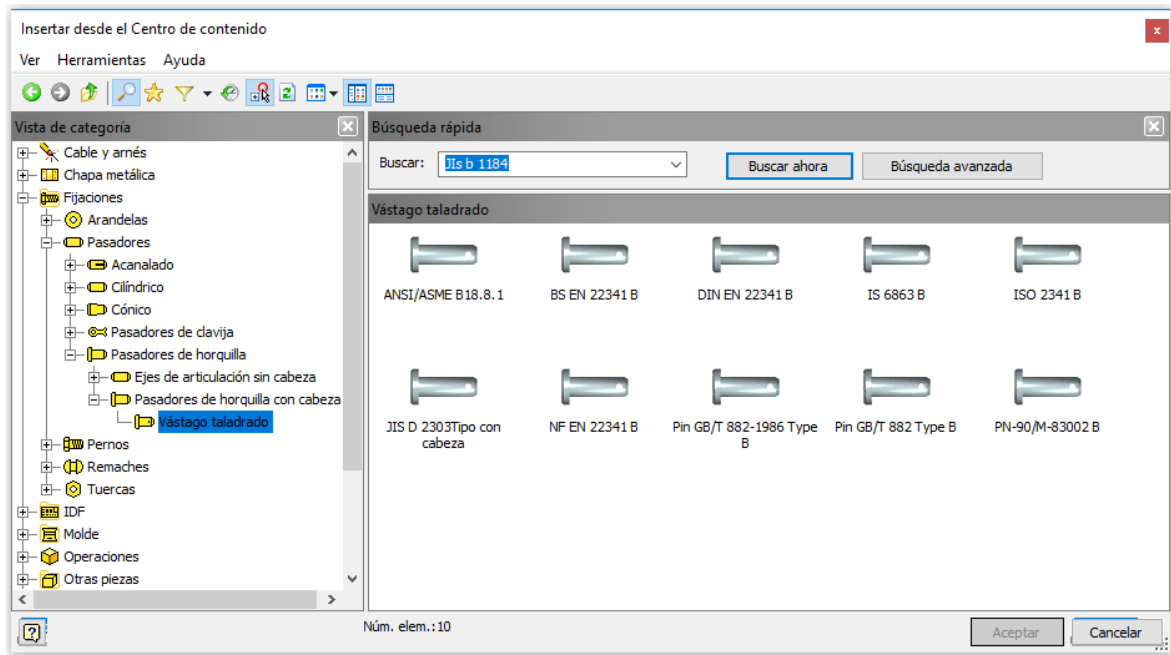 Insertar desde el Centro de contenido
x
Ver Herramientas Ayuda
Vista de categoría
Cable y arnés
Chapa metálica
Fijaciones
Arandelas
Pasadores
Acanalado
Cilíndrico
Cónico
Pasadores de clavija
Pasadores de horquilla
Ejes de articulación sin cabeza
Pasadores de horquilla con cabeza
Vástago taladrado
Pernos
Remaches
Tuercas
IDF
Molde
Operaciones
Otras piezas
Búsqueda rápida
Buscar: JIs b 1184 Buscar ahora Búsqueda avanzada
Vástago taladrado
ANSI/ASME B18.8.1 BS EN 22341 B DIN EN 22341 B IS 6863 B ISO 2341 B
JIS D 2303Tipo con NF EN 22341 B Pin GB/T 882-1986 Type Pin GB/T 882 Type B PN-90/M-83002 B
cabeza B
Núm. elem.:10
Aceptar Cancelar